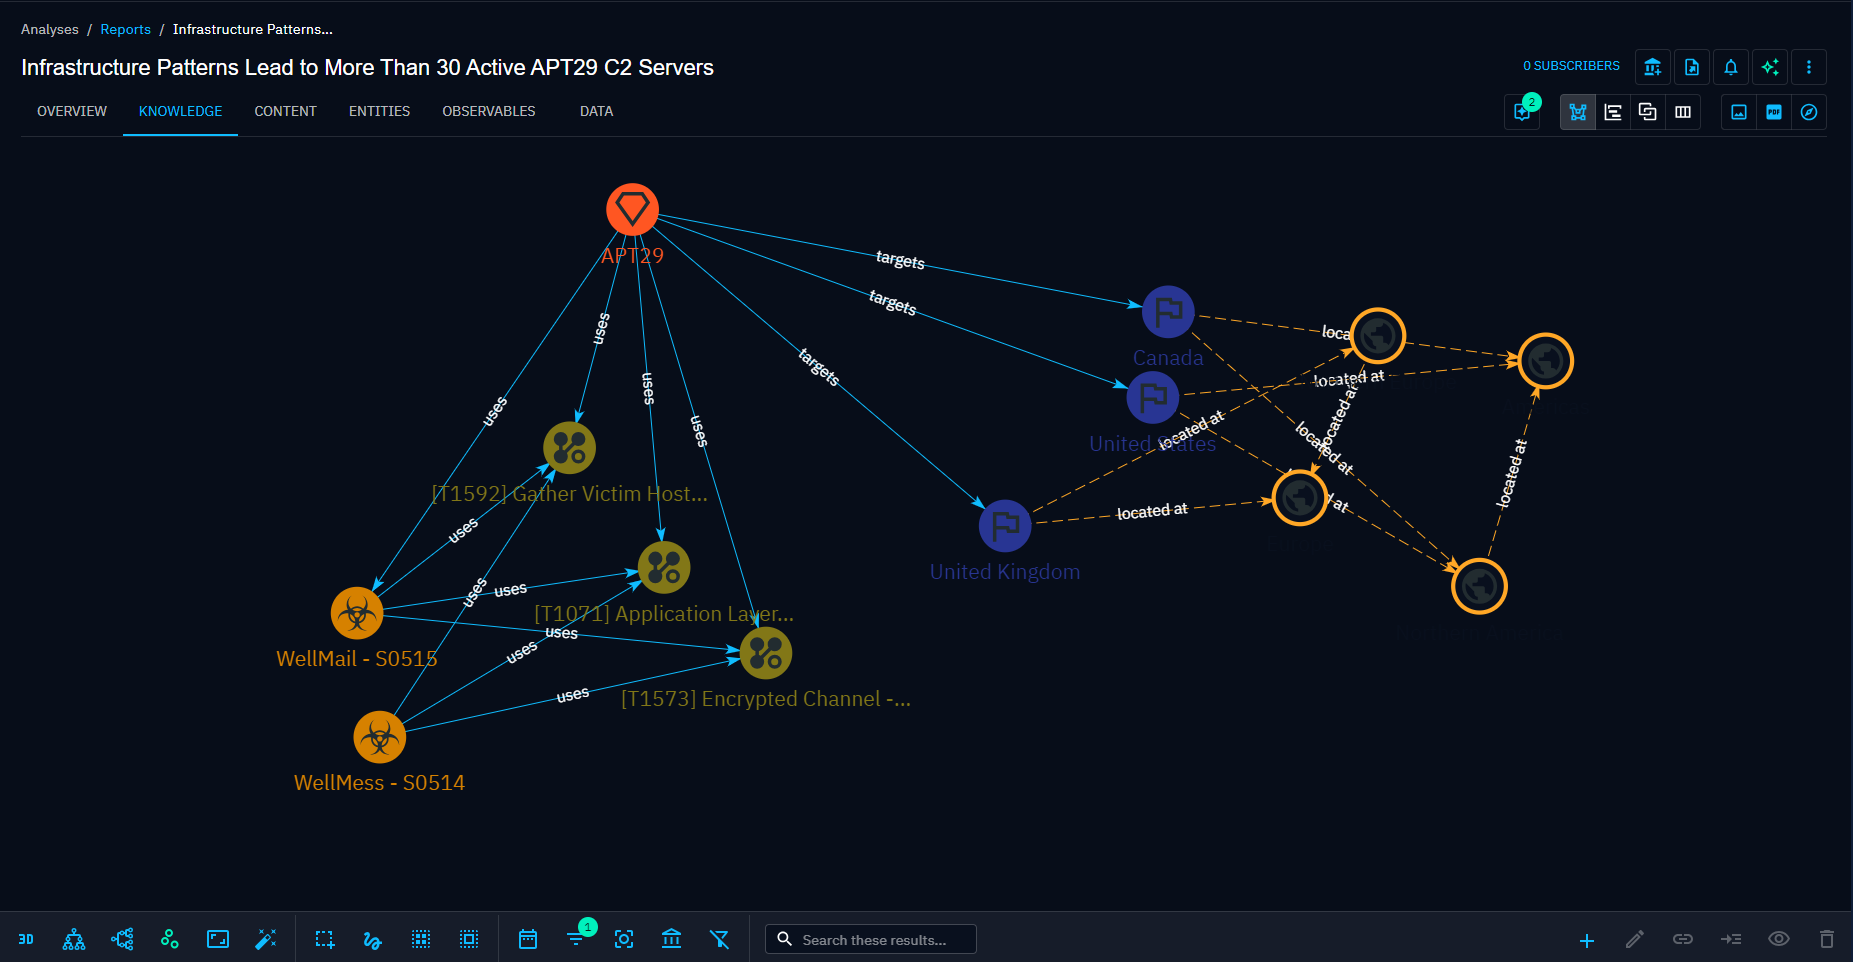 Analyses / Reports / Infrastructure Patterns...
Infrastructure Patterns Lead to More Than 30 Active APT29 C2 Servers
0 SUBSCRIBERS
OVERVIEW KNOWLEDGE CONTENT ENTITIES OBSERVABLES DATA
2
PDF
APT29
targets
targets
targets
uses
uses
uses
uses
Canada
United States
United Kingdom
loca
located at
located at
located at
located at
located at
located at
at
[T1592] Gather Victim Host...
uses
uses
uses
[T1071] Application Layer...
uses
uses
uses
WellMail - S0515
[T1573] Encrypted Channel -...
WellMess - S0514
3D
1
Search these results...